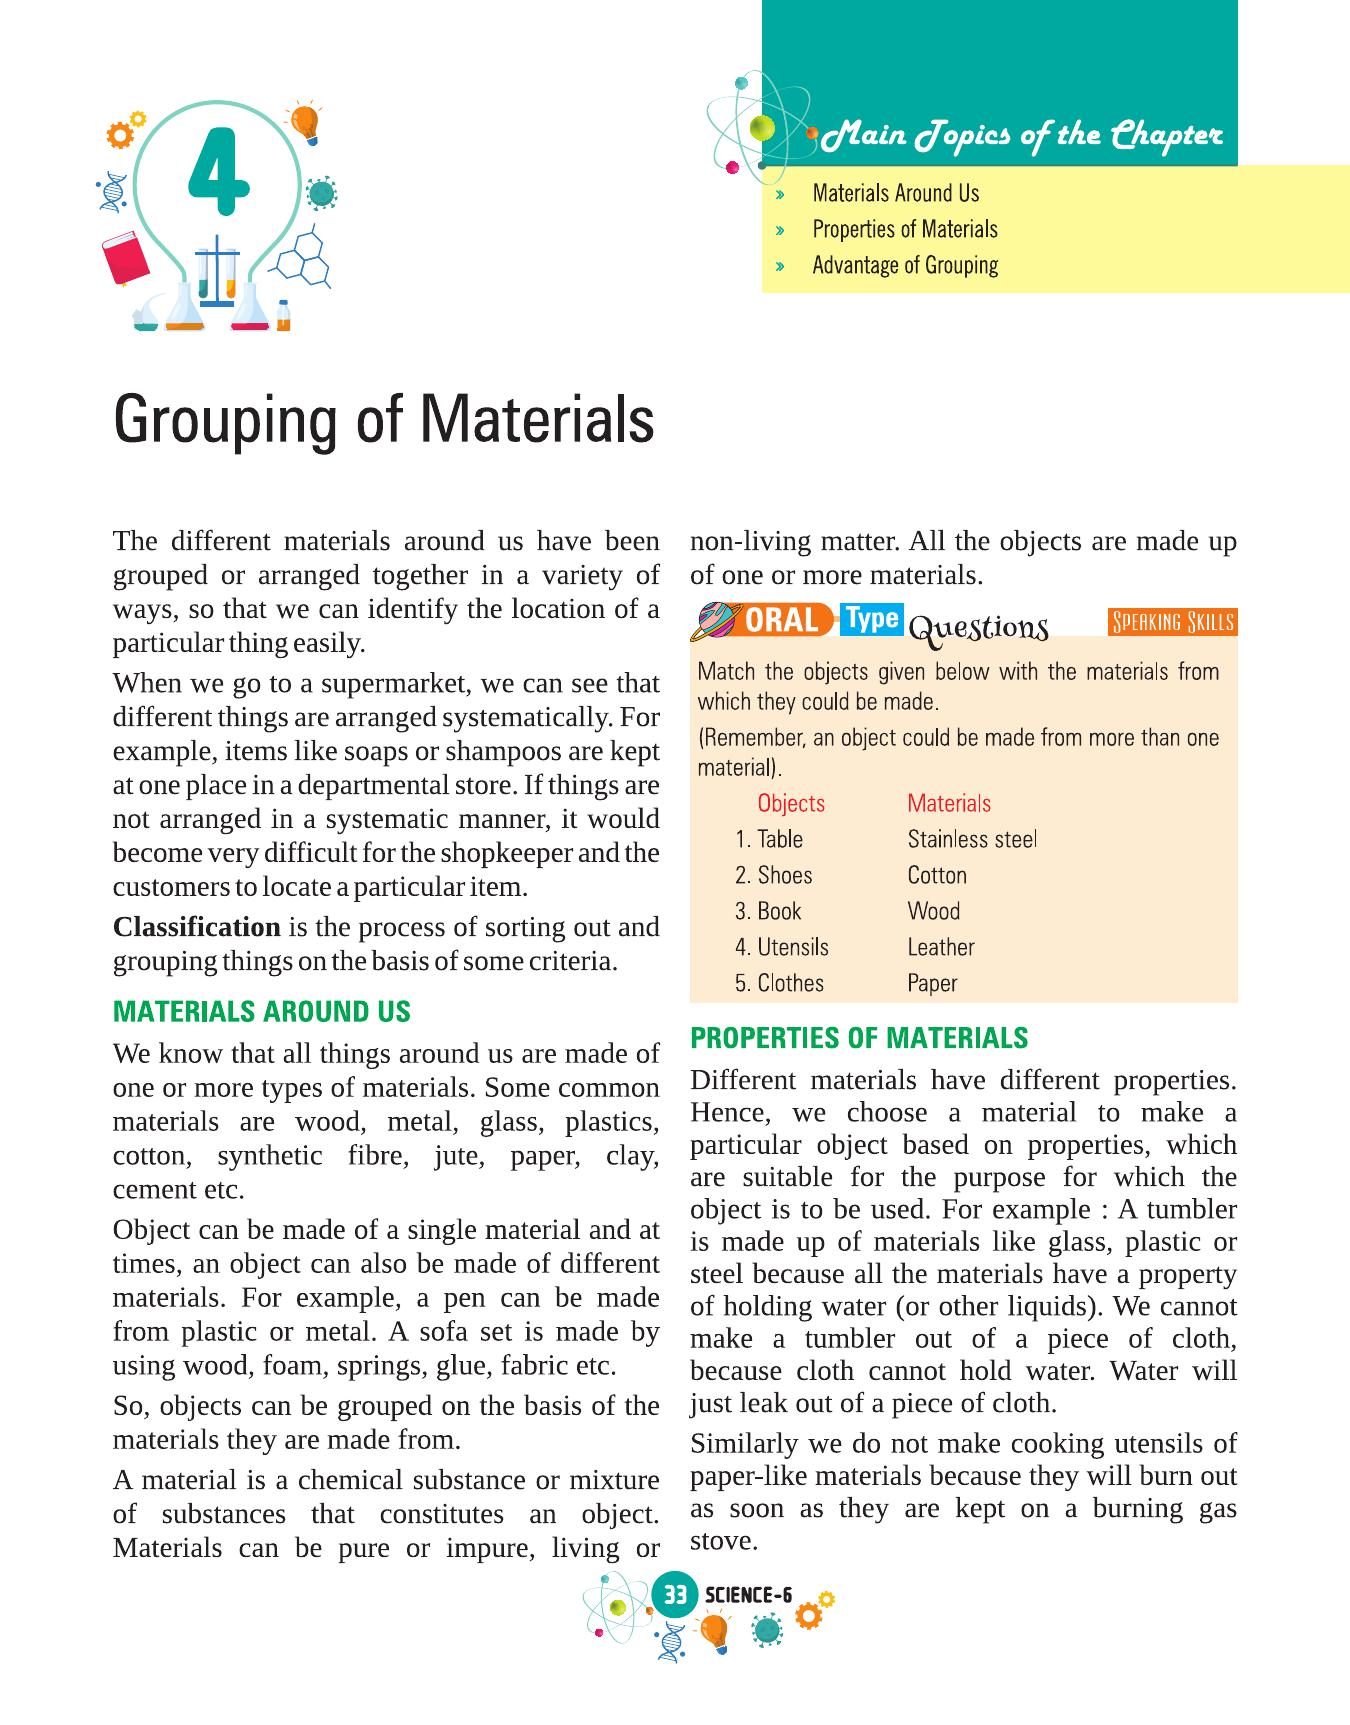 4
Main Topics of the Chapter
» Materials Around Us
» Properties of Materials
» Advantage of Grouping
Grouping of Materials
The different materials around us have been
grouped or arranged together in a variety of
ways, so that we can identify the location of a
particular thing easily.
When we go to a supermarket, we can see that
different things are arranged systematically. For
example, items like soaps or shampoos are kept
at one place in a departmental store. If things are
not arranged in a systematic manner, it would
become very difficult for the shopkeeper and the
customers to locate a particular item.
Classification is the process of sorting out and
grouping things on the basis of some criteria.
MATERIALS AROUND US
We know that all things around us are made of
one or more types of materials. Some common
materials are wood, metal, glass, plastics,
cotton, synthetic fibre, jute, paper, clay,
cement etc.
Object can be made of a single material and at
times, an object can also be made of different
materials. For example, a pen can be made
from plastic or metal. A sofa set is made by
using wood, foam, springs, glue, fabric etc.
So, objects can be grouped on the basis of the
materials they are made from.
A material is a chemical substance or mixture
of substances that constitutes an object.
Materials can be pure or impure, living or
non-living matter. All the objects are made up
of one or more materials.
ORAL Type Questions SPEAKING SKILLS
Match the objects given below with the materials from
which they could be made.
(Remember, an object could be made from more than one
material).
Objects Materials
1. Table Stainless steel
2. Shoes Cotton
3. Book Wood
4. Utensils Leather
5. Clothes Paper
PROPERTIES OF MATERIALS
Different materials have different properties.
Hence, we choose a material to make a
particular object based on properties, which
are suitable for the purpose for which the
object is to be used. For example : A tumbler
is made up of materials like glass, plastic or
steel because all the materials have a property
of holding water (or other liquids). We cannot
make a tumbler out of a piece of cloth,
because cloth cannot hold water. Water will
just leak out of a piece of cloth.
Similarly we do not make cooking utensils of
paper-like materials because they will burn out
as soon as they are kept on a burning gas
stove.
33 SCIENCE-6